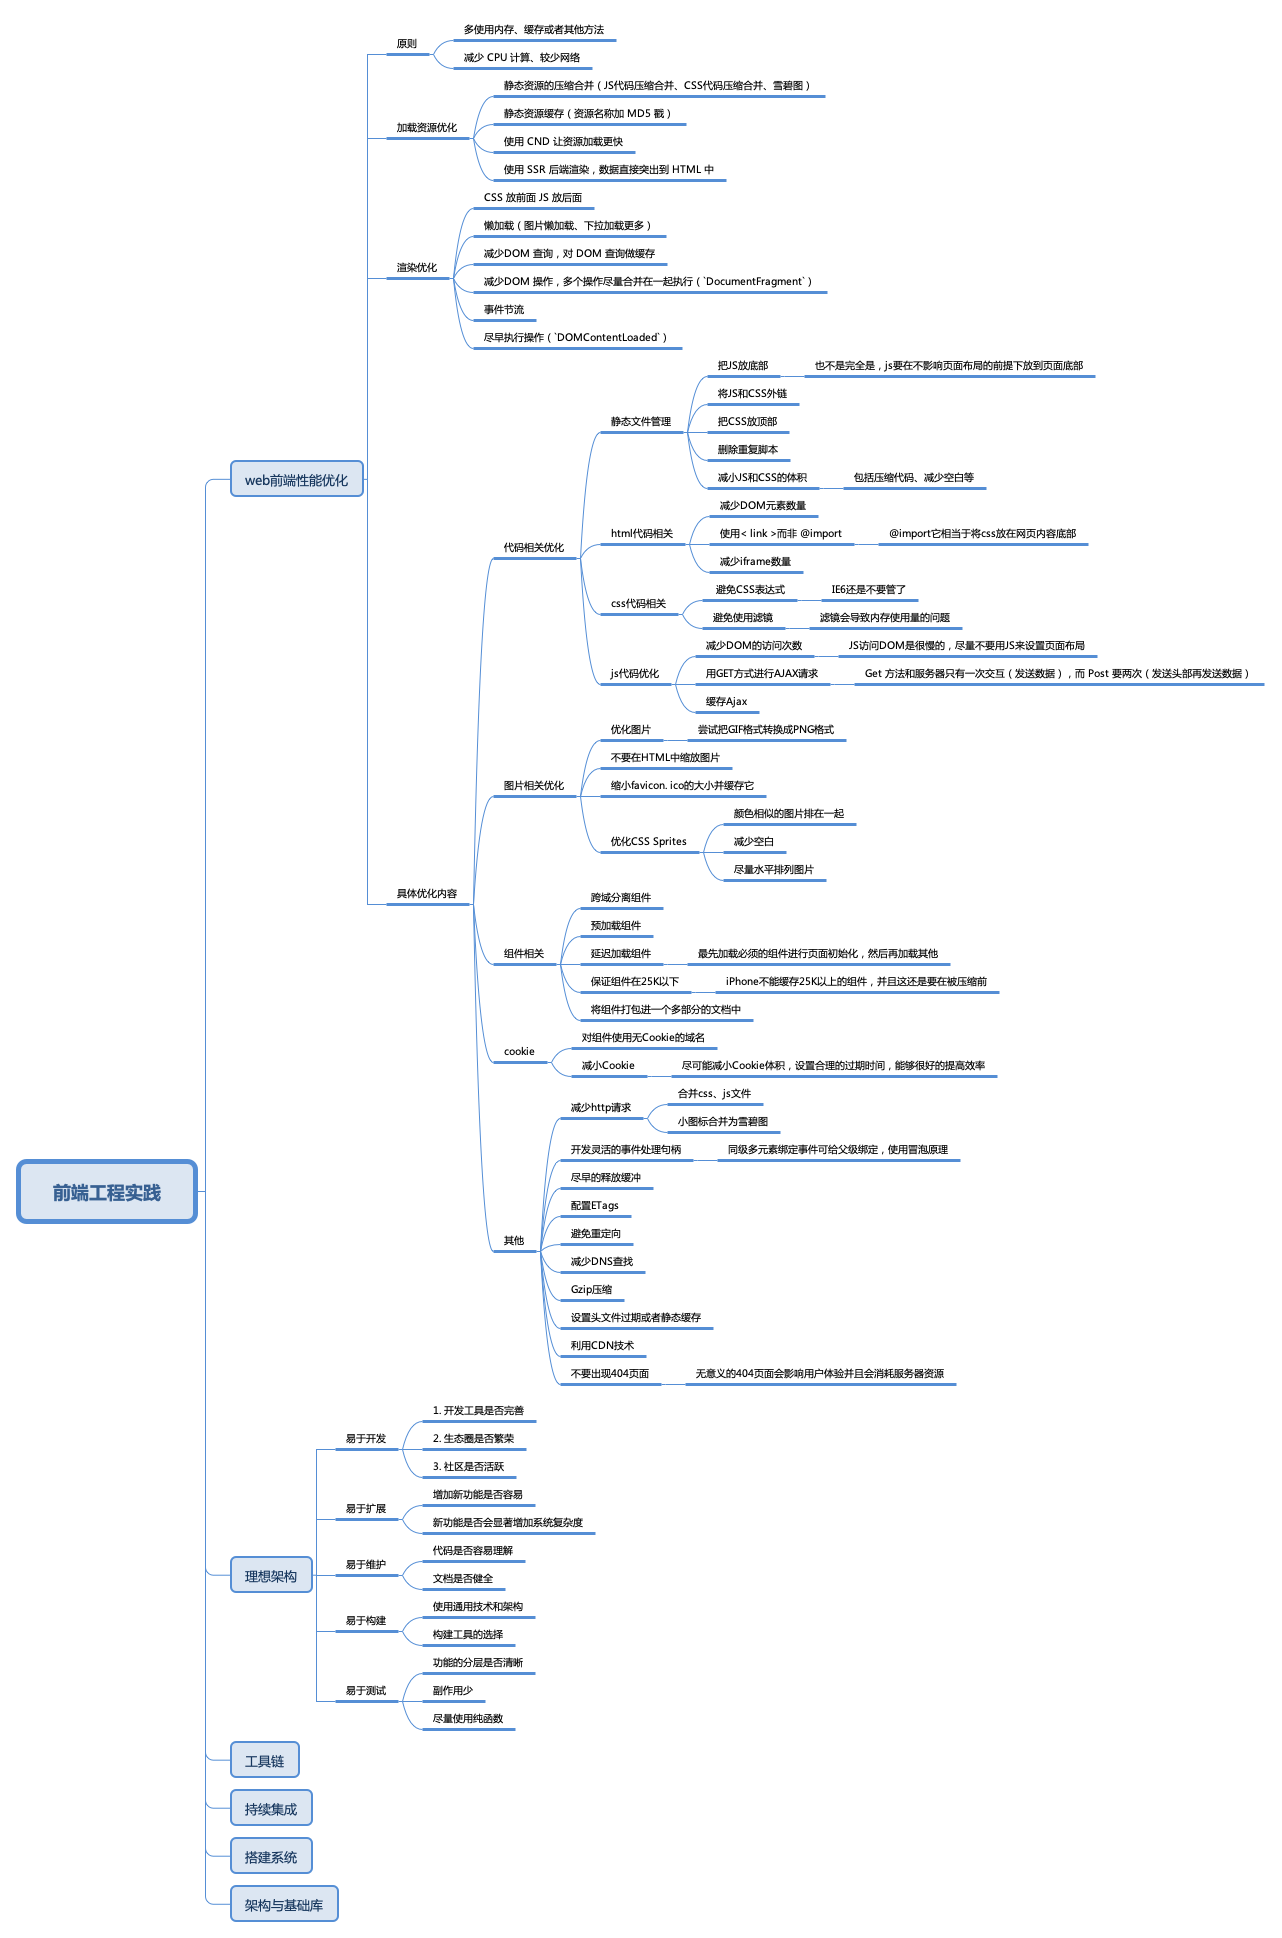 前端工程实践
web前端性能优化
原则
多使用内存、缓存或者其他方法
减少 CPU 计算、较少网络
加载资源优化
静态资源的压缩合并（JS代码压缩合并、CSS代码压缩合并、雪碧图）
静态资源缓存（资源名称加 MD5 戳）
使用 CND 让资源加载更快
使用 SSR 后端渲染，数据直接突出到 HTML 中
渲染优化
CSS 放前面 JS 放后面
懒加载（图片懒加载、下拉加载更多）
减少DOM 查询，对 DOM 查询做缓存
减少DOM 操作，多个操作尽量合并在一起执行（`DocumentFragment`）
事件节流
尽早执行操作（`DOMContentLoaded`）
具体优化内容
代码相关优化
静态文件管理
把JS放底部
也不是完全是，js要在不影响页面布局的前提下放到页面底部
将JS和CSS外链
把CSS放顶部
删除重复脚本
减小JS和CSS的体积
包括压缩代码、减少空白等
html代码相关
减少DOM元素数量
使用< link >而非 @import
@import它相当于将css放在网页内容底部
减少iframe数量
css代码相关
避免CSS表达式
IE6还是不要管了
避免使用滤镜
滤镜会导致内存使用量的问题
js代码优化
减少DOM的访问次数
JS访问DOM是很慢的，尽量不要用JS来设置页面布局
用GET方式进行AJAX请求
Get 方法和服务器只有一次交互（发送数据），而 Post 要两次（发送头部再发送数据）
缓存Ajax
图片相关优化
优化图片
尝试把GIF格式转换成PNG格式
不要在HTML中缩放图片
缩小favicon. ico的大小并缓存它
优化CSS Sprites
颜色相似的图片排在一起
减少空白
尽量水平排列图片
组件相关
跨域分离组件
预加载组件
延迟加载组件
最先加载必须的组件进行页面初始化，然后再加载其他
保证组件在25K以下
iPhone不能缓存25K以上的组件，并且这还是要在被压缩前
将组件打包进一个多部分的文档中
cookie
对组件使用无Cookie的域名
减小Cookie
尽可能减小Cookie体积，设置合理的过期时间，能够很好的提高效率
其他
减少http请求
合并css、js文件
小图标合并为雪碧图
开发灵活的事件处理句柄
同级多元素绑定事件可给父级绑定，使用冒泡原理
尽早的释放缓冲
配置ETags
避免重定向
减少DNS查找
Gzip压缩
设置头文件过期或者静态缓存
利用CDN技术
不要出现404页面
无意义的404页面会影响用户体验并且会消耗服务器资源
理想架构
易于开发
1. 开发工具是否完善
2. 生态圈是否繁荣
3. 社区是否活跃
易于扩展
增加新功能是否容易
新功能是否会显著增加系统复杂度
易于维护
代码是否容易理解
文档是否健全
易于构建
使用通用技术和架构
构建工具的选择
易于测试
功能的分层是否清晰
副作用少
尽量使用纯函数
工具链
持续集成
搭建系统
架构与基础库